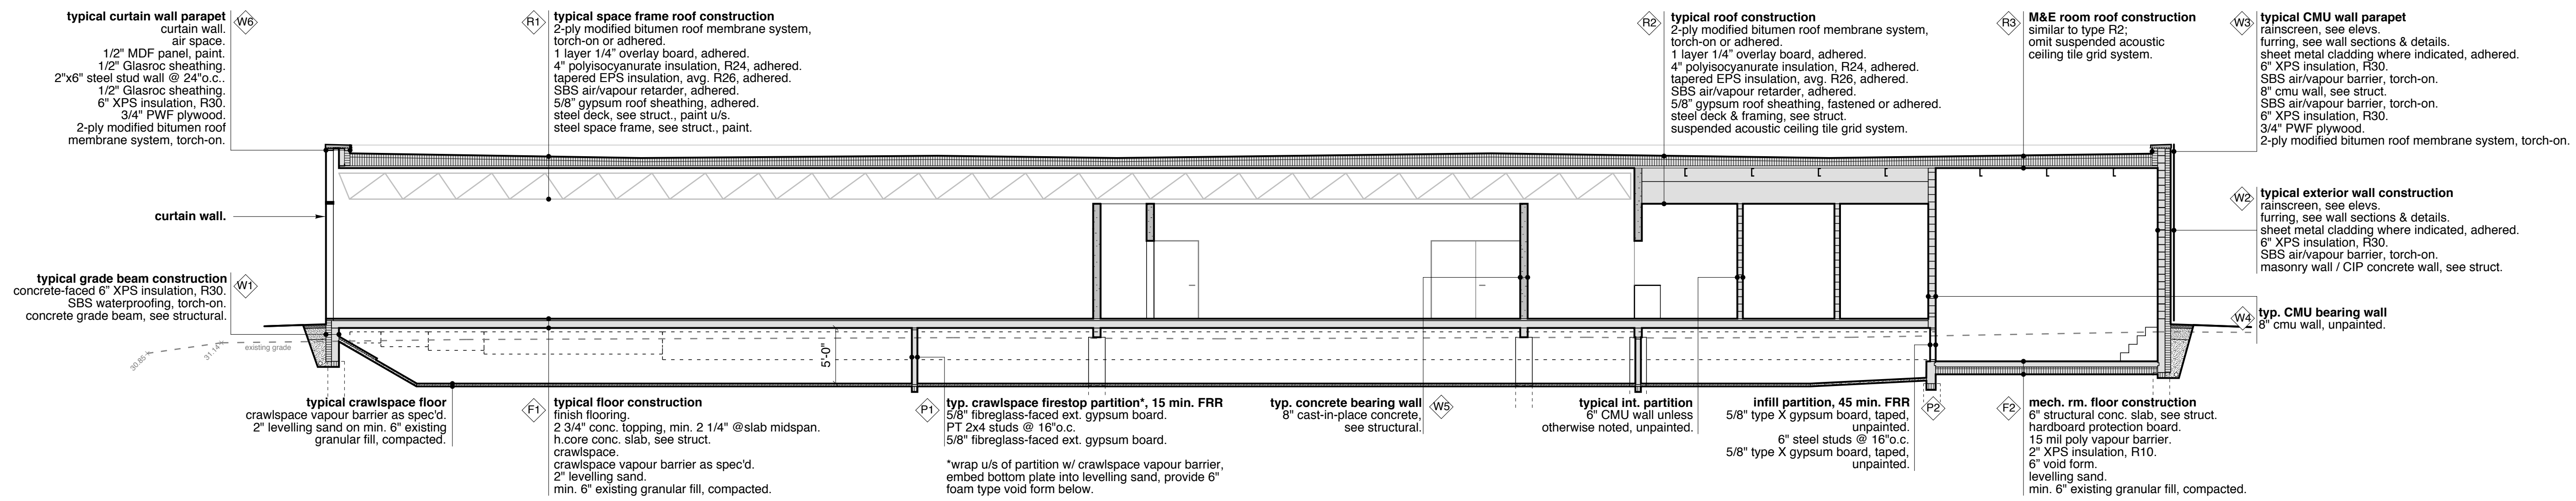 typical curtain wall parapet
curtain wall.
air space.
1/2" MDF panel, paint.
1/2" Glasroc sheathing.
2"x6" steel stud wall @ 24"o.c..
1/2" Glasroc sheathing.
6" XPS insulation, R30.
3/4" PWF plywood.
2-ply modified bitumen roof
membrane system, torch-on.
W6
R1
typical space frame roof construction
2-ply modified bitumen roof membrane system,
torch-on or adhered.
1 layer 1/4” overlay board, adhered.
4" polyisocyanurate insulation, R24, adhered.
tapered EPS insulation, avg. R26, adhered.
SBS air/vapour retarder, adhered.
5/8” gypsum roof sheathing, adhered.
steel deck, see struct., paint u/s.
steel space frame, see struct., paint.
R2
typical roof construction
2-ply modified bitumen roof membrane system,
torch-on or adhered.
1 layer 1/4” overlay board, adhered.
4" polyisocyanurate insulation, R24, adhered.
tapered EPS insulation, avg. R26, adhered.
SBS air/vapour retarder, adhered.
5/8” gypsum roof sheathing, fastened or adhered.
steel deck & framing, see struct.
suspended acoustic ceiling tile grid system.
R3
M&E room roof construction
similar to type R2;
omit suspended acoustic
ceiling tile grid system.
W3
typical CMU wall parapet
rainscreen, see elevs.
furring, see wall sections & details.
sheet metal cladding where indicated, adhered.
6" XPS insulation, R30.
SBS air/vapour barrier, torch-on.
8" cmu wall, see struct.
SBS air/vapour barrier, torch-on.
6" XPS insulation, R30.
3/4" PWF plywood.
2-ply modified bitumen roof membrane system, torch-on.
curtain wall.
W2
typical exterior wall construction
rainscreen, see elevs.
furring, see wall sections & details.
sheet metal cladding where indicated, adhered.
6" XPS insulation, R30.
SBS air/vapour barrier, torch-on.
masonry wall / CIP concrete wall, see struct.
typical grade beam construction
concrete-faced 6” XPS insulation, R30.
SBS waterproofing, torch-on.
concrete grade beam, see structural.
W1
W4
typ. CMU bearing wall
8" cmu wall, unpainted.
30.85
31.14
existing grade
5'-0"
typical crawlspace floor
crawlspace vapour barrier as spec'd.
2" levelling sand on min. 6" existing
granular fill, compacted.
F1
typical floor construction
finish flooring.
2 3/4" conc. topping, min. 2 1/4" @slab midspan.
h.core conc. slab, see struct.
crawlspace.
crawlspace vapour barrier as spec'd.
2" levelling sand.
min. 6" existing granular fill, compacted.
P1
typ. crawlspace firestop partition*, 15 min. FRR
5/8" fibreglass-faced ext. gypsum board.
PT 2x4 studs @ 16"o.c.
5/8" fibreglass-faced ext. gypsum board.
*wrap u/s of partition w/ crawlspace vapour barrier,
embed bottom plate into levelling sand, provide 6"
foam type void form below.
typ. concrete bearing wall
8" cast-in-place concrete,
see structural.
W5
typical int. partition
6" CMU wall unless
otherwise noted, unpainted.
infill partition, 45 min. FRR
5/8" type X gypsum board, taped,
unpainted.
6" steel studs @ 16"o.c.
5/8" type X gypsum board, taped,
unpainted.
P2
F2
mech. rm. floor construction
6" structural conc. slab, see struct.
hardboard protection board.
15 mil poly vapour barrier.
2" XPS insulation, R10.
6” void form.
levelling sand.
min. 6" existing granular fill, compacted.